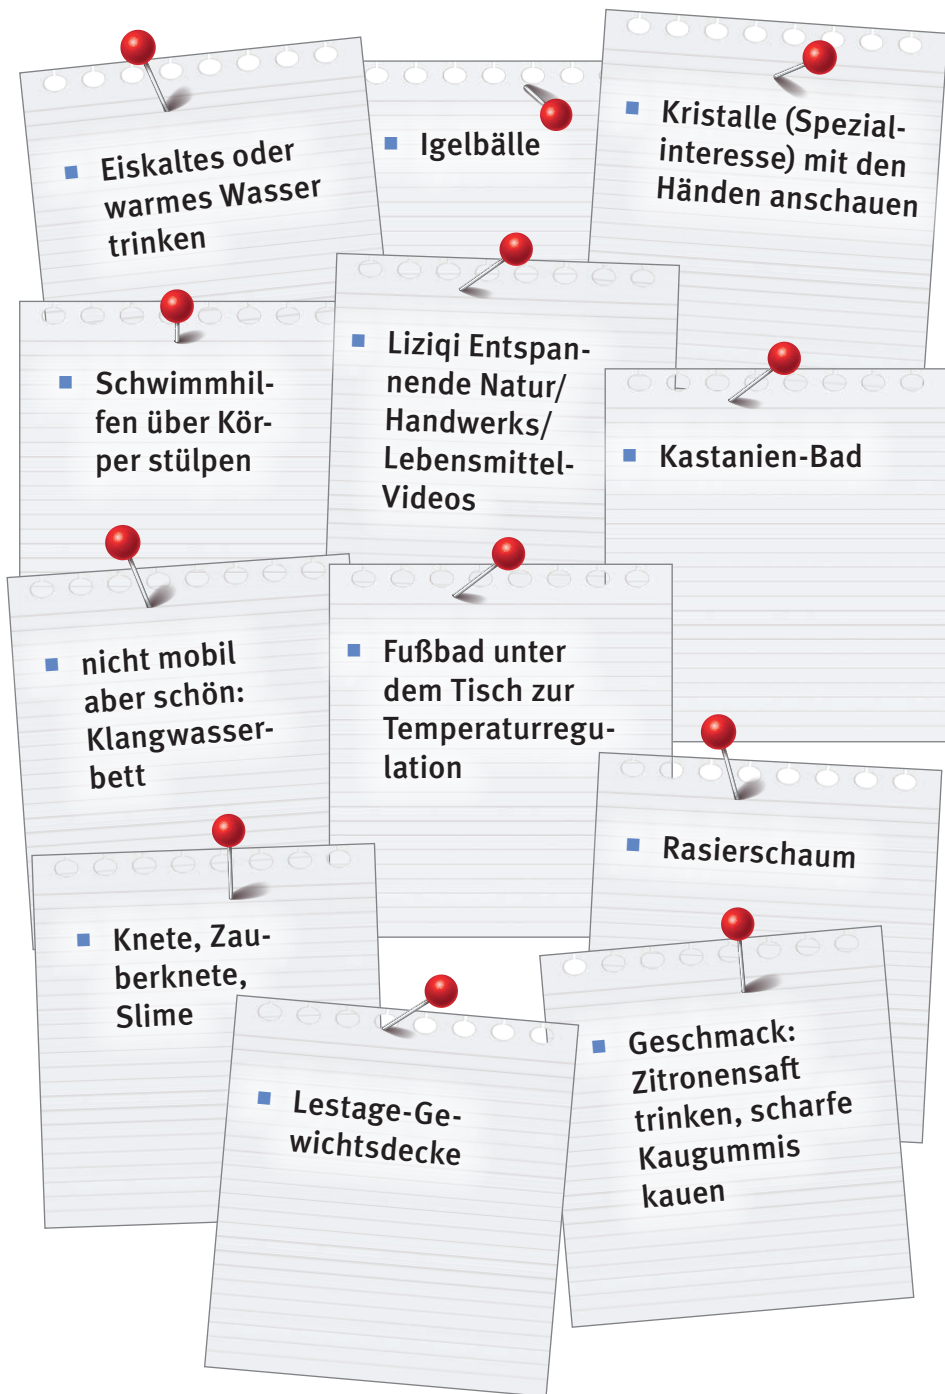 Eiskaltes oder
warmes Wasser
trinken
Igelbälle
Kristalle (Spezial-
interesse) mit den
Händen anschauen
Schwimmhil-
fen über Kör-
per stülpen
Liziqi Entspan-
nende Natur/
Handwerks/
Lebensmittel-
Videos
Kastanien-Bad
nicht mobil
aber schön:
Klangwasser-
bett
Fußbad unter
dem Tisch zur
Temperaturregu-
lation
Rasierschaum
Knete, Zau-
berknete,
Slime
Lestage-Ge-
wichtsdecke
Geschmack:
Zitronensaft
trinken, scharfe
Kaugummis
kauen